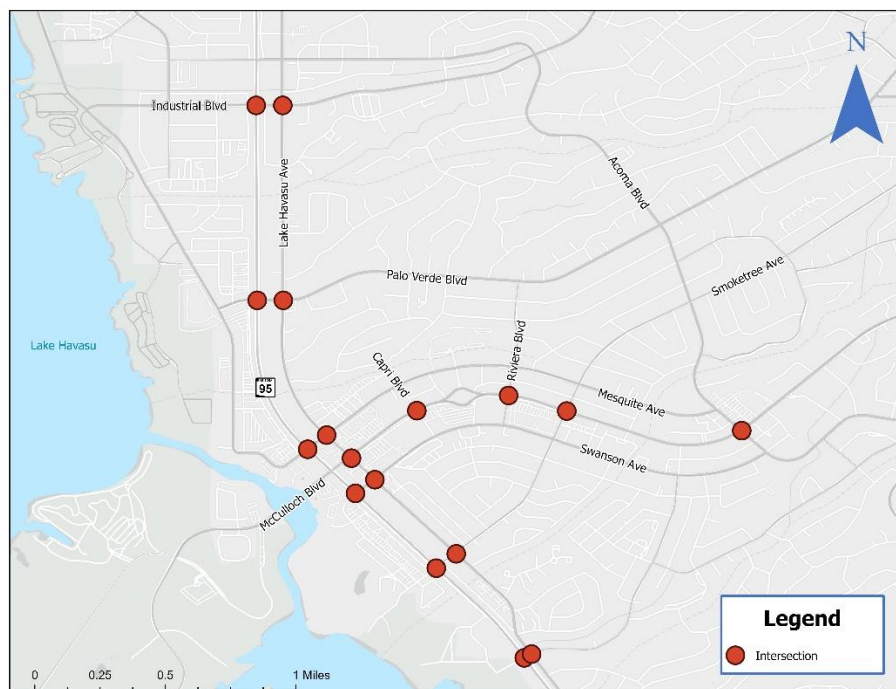 N
Industrial Blvd
Lake Havasu Ave
Acoma Blvd
Smoketree Ave
Palo Verde Blvd
Lake Havasu
95
Capri Blvd
Riviera Blvd
Mesquite Ave
Swanson Ave
McCulloch Blvd
Legend
Intersection
0 0.25 0.5 1 Miles